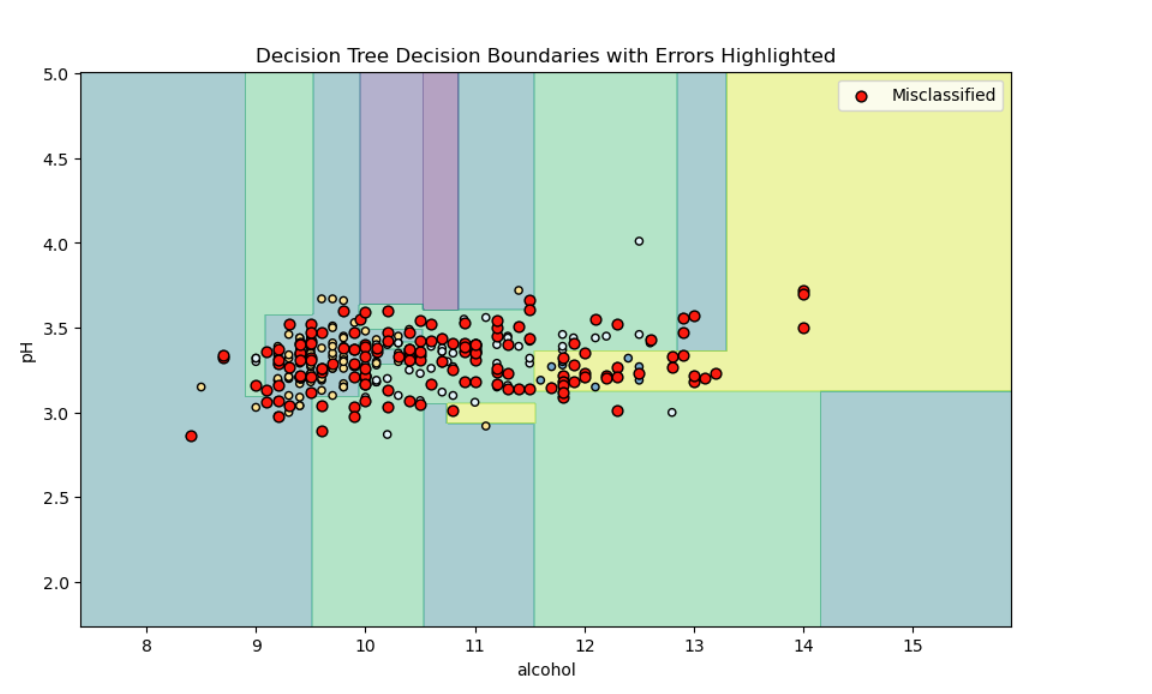 Decision Tree Decision Boundaries with Errors Highlighted
Misclassified
5.0
4.5
4.0
3.5
3.0
2.5
2.0
pH
8 9 10 11 12 13 14 15
alcohol